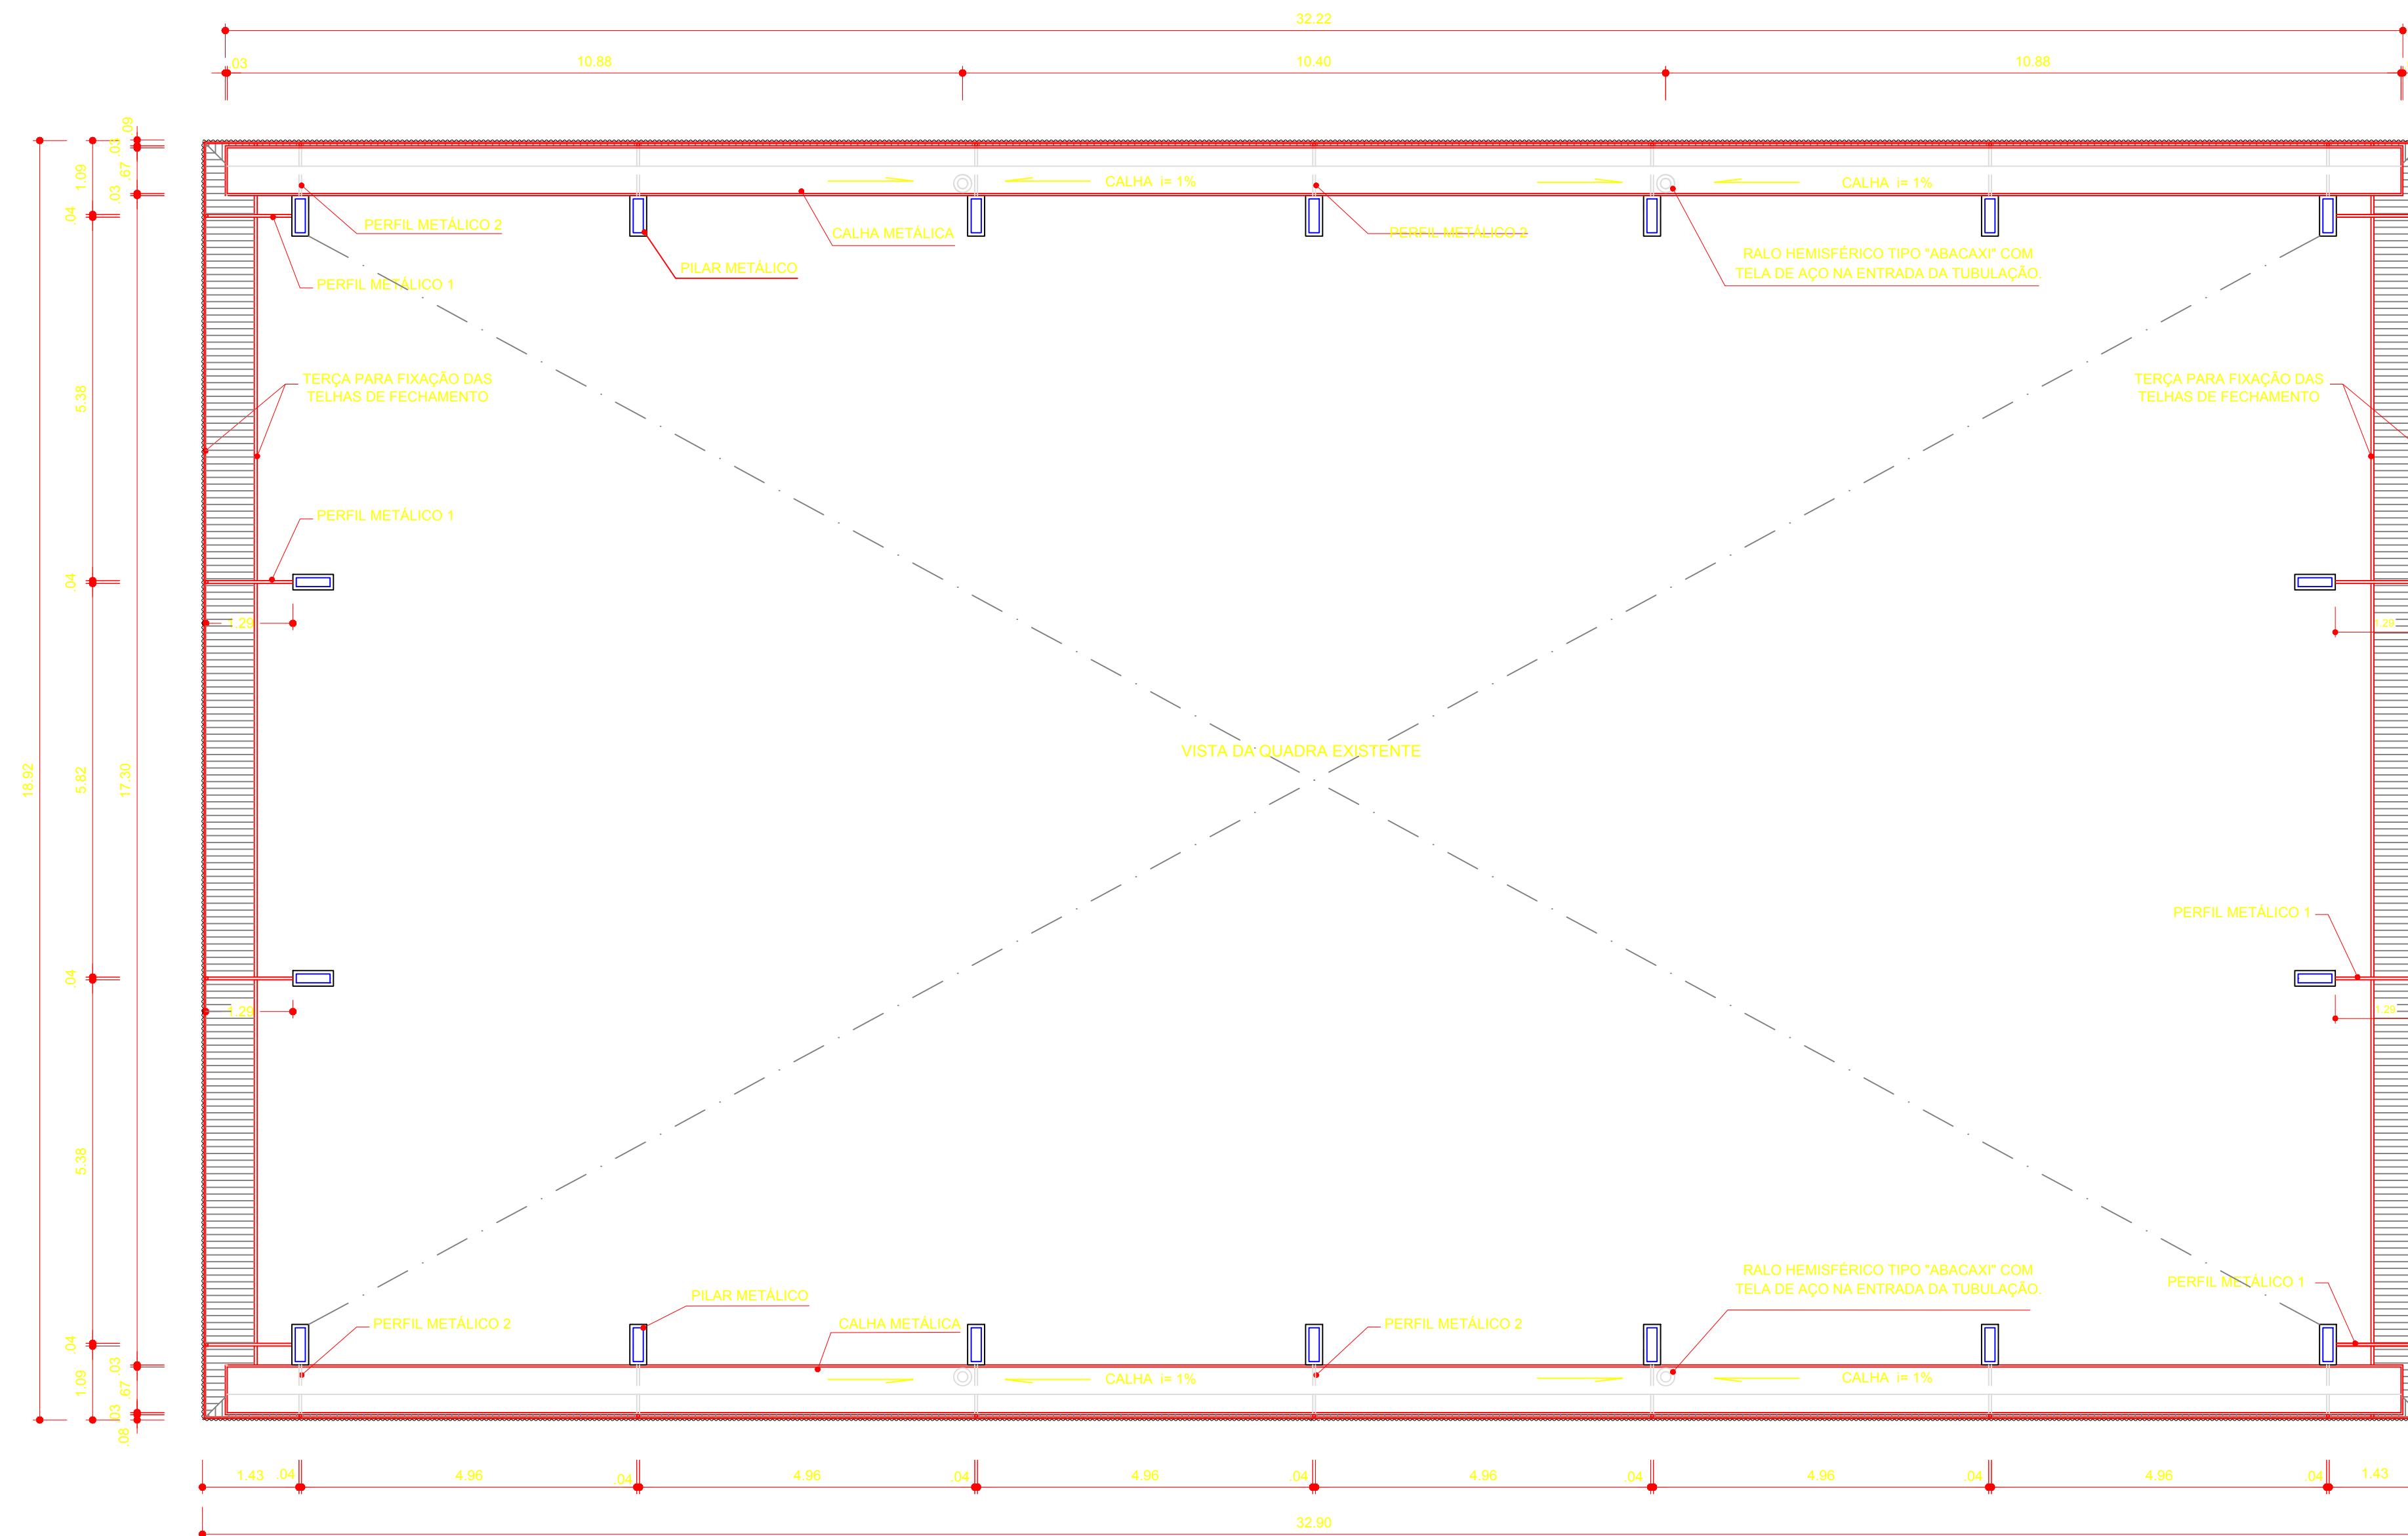 32.22
.03
10.88
10.40
10.88
.09
.03
.67
.03
1.09
.04
CALHA i= 1%
CALHA i= 1%
PERFIL METÁLICO 2
CALHA METÁLICA
PERFIL METÁLICO 2
PILAR METÁLICO
RALO HEMISFÉRICO TIPO "ABACAXI" COM
TELA DE AÇO NA ENTRADA DA TUBULAÇÃO.
PERFIL METÁLICO 1
5.38
TERÇA PARA FIXAÇÃO DAS
TELHAS DE FECHAMENTO
TERÇA PARA FIXAÇÃO DAS
TELHAS DE FECHAMENTO
PERFIL METÁLICO 1
.04
1.29
1.29
VISTA DA QUADRA EXISTENTE
18.92
5.82
17.30
PERFIL METÁLICO 1
.04
1.29
1.29
5.38
RALO HEMISFÉRICO TIPO "ABACAXI" COM
TELA DE AÇO NA ENTRADA DA TUBULAÇÃO.
PERFIL METÁLICO 1
PILAR METÁLICO
PERFIL METÁLICO 2
CALHA METÁLICA
PERFIL METÁLICO 2
.04
.03
1.09
.67
.03
.08
CALHA i= 1%
CALHA i= 1%
1.43
.04
4.96
.04
4.96
.04
4.96
.04
4.96
.04
4.96
.04
4.96
.04
1.43
32.90